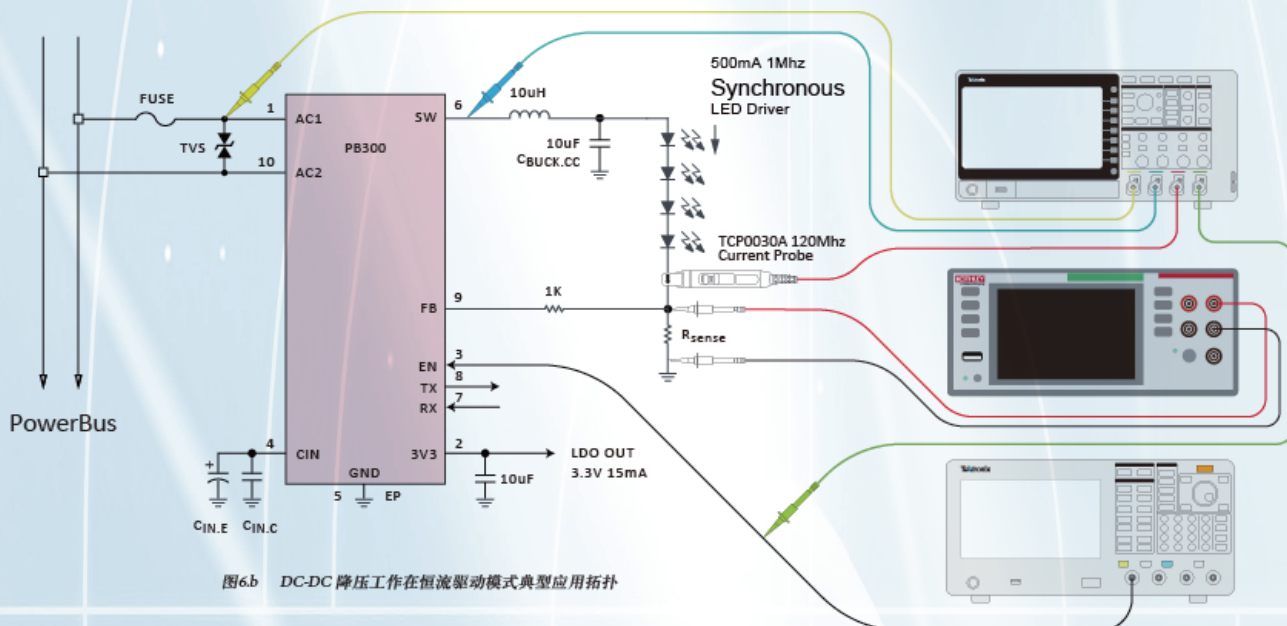 500mA 1Mhz
Synchronous
LED Driver
FUSE
TVS
1
10
AC1
AC2
PB300
SW
6
10uH
10uF
CBUCK.CC
Tektronix
TCP0030A 120Mhz
Current Probe
FB
9
1K
Rsense
KEITHLEY
EN
3
TX
8
RX
7
PowerBus
4
CIN
3V3
2
LDO OUT
3.3V 15mA
GND
5
EP
10uF
CIN.E
CIN.C
Tektronix
图6.b DC-DC 降压工作在恒流驱动模式典型应用拓扑